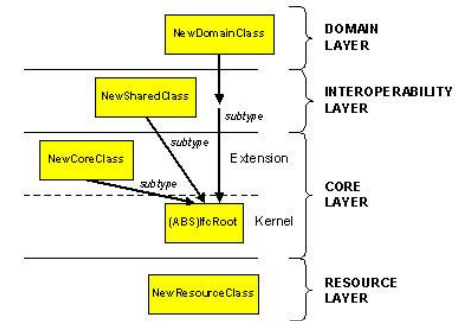 NewDomainClass
DOMAIN
LAYER
NewSharedClass
INTEROPERABILITY
LAYER
subtype
subtype
NewCoreClass
Extension
subtype
CORE
LAYER
(ABS)IfcRoot
Kernel
NewResourceClass
RESOURCE
LAYER